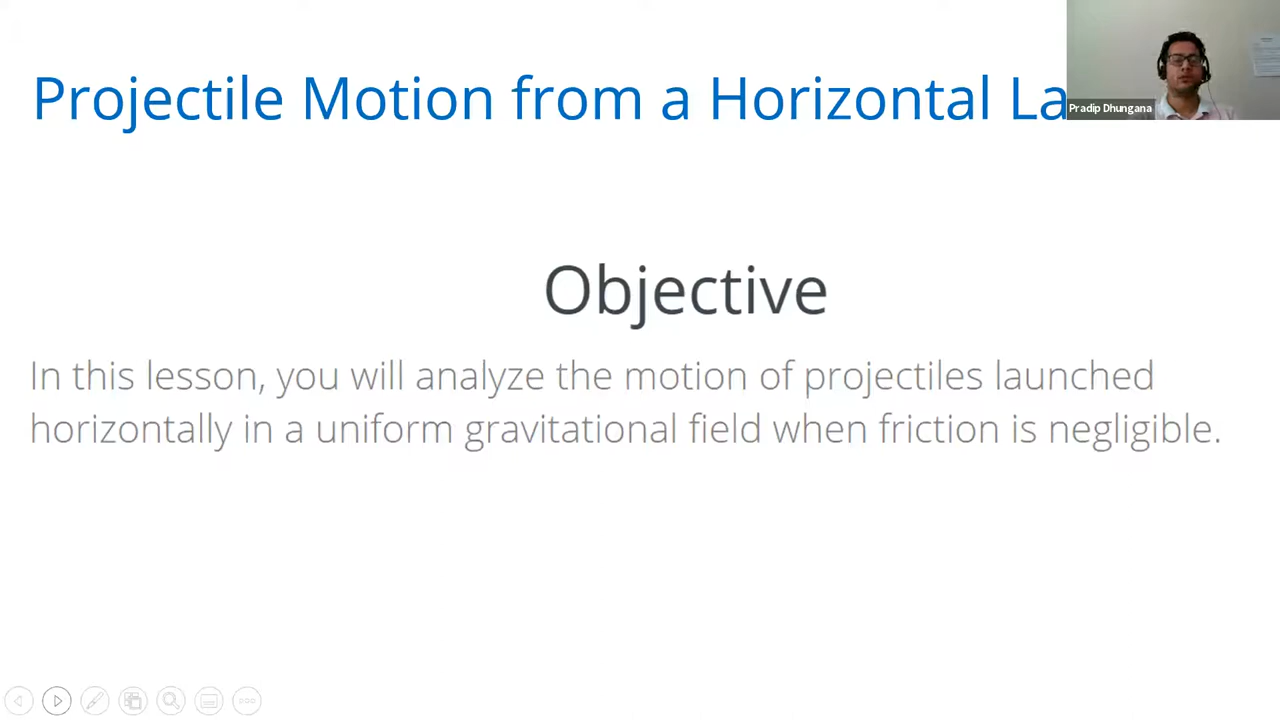 Projectile Motion from a Horizontal La
Pradip Dhungana
Objective
In this lesson, you will analyze the motion of projectiles launched
horizontally in a uniform gravitational field when friction is negligible.